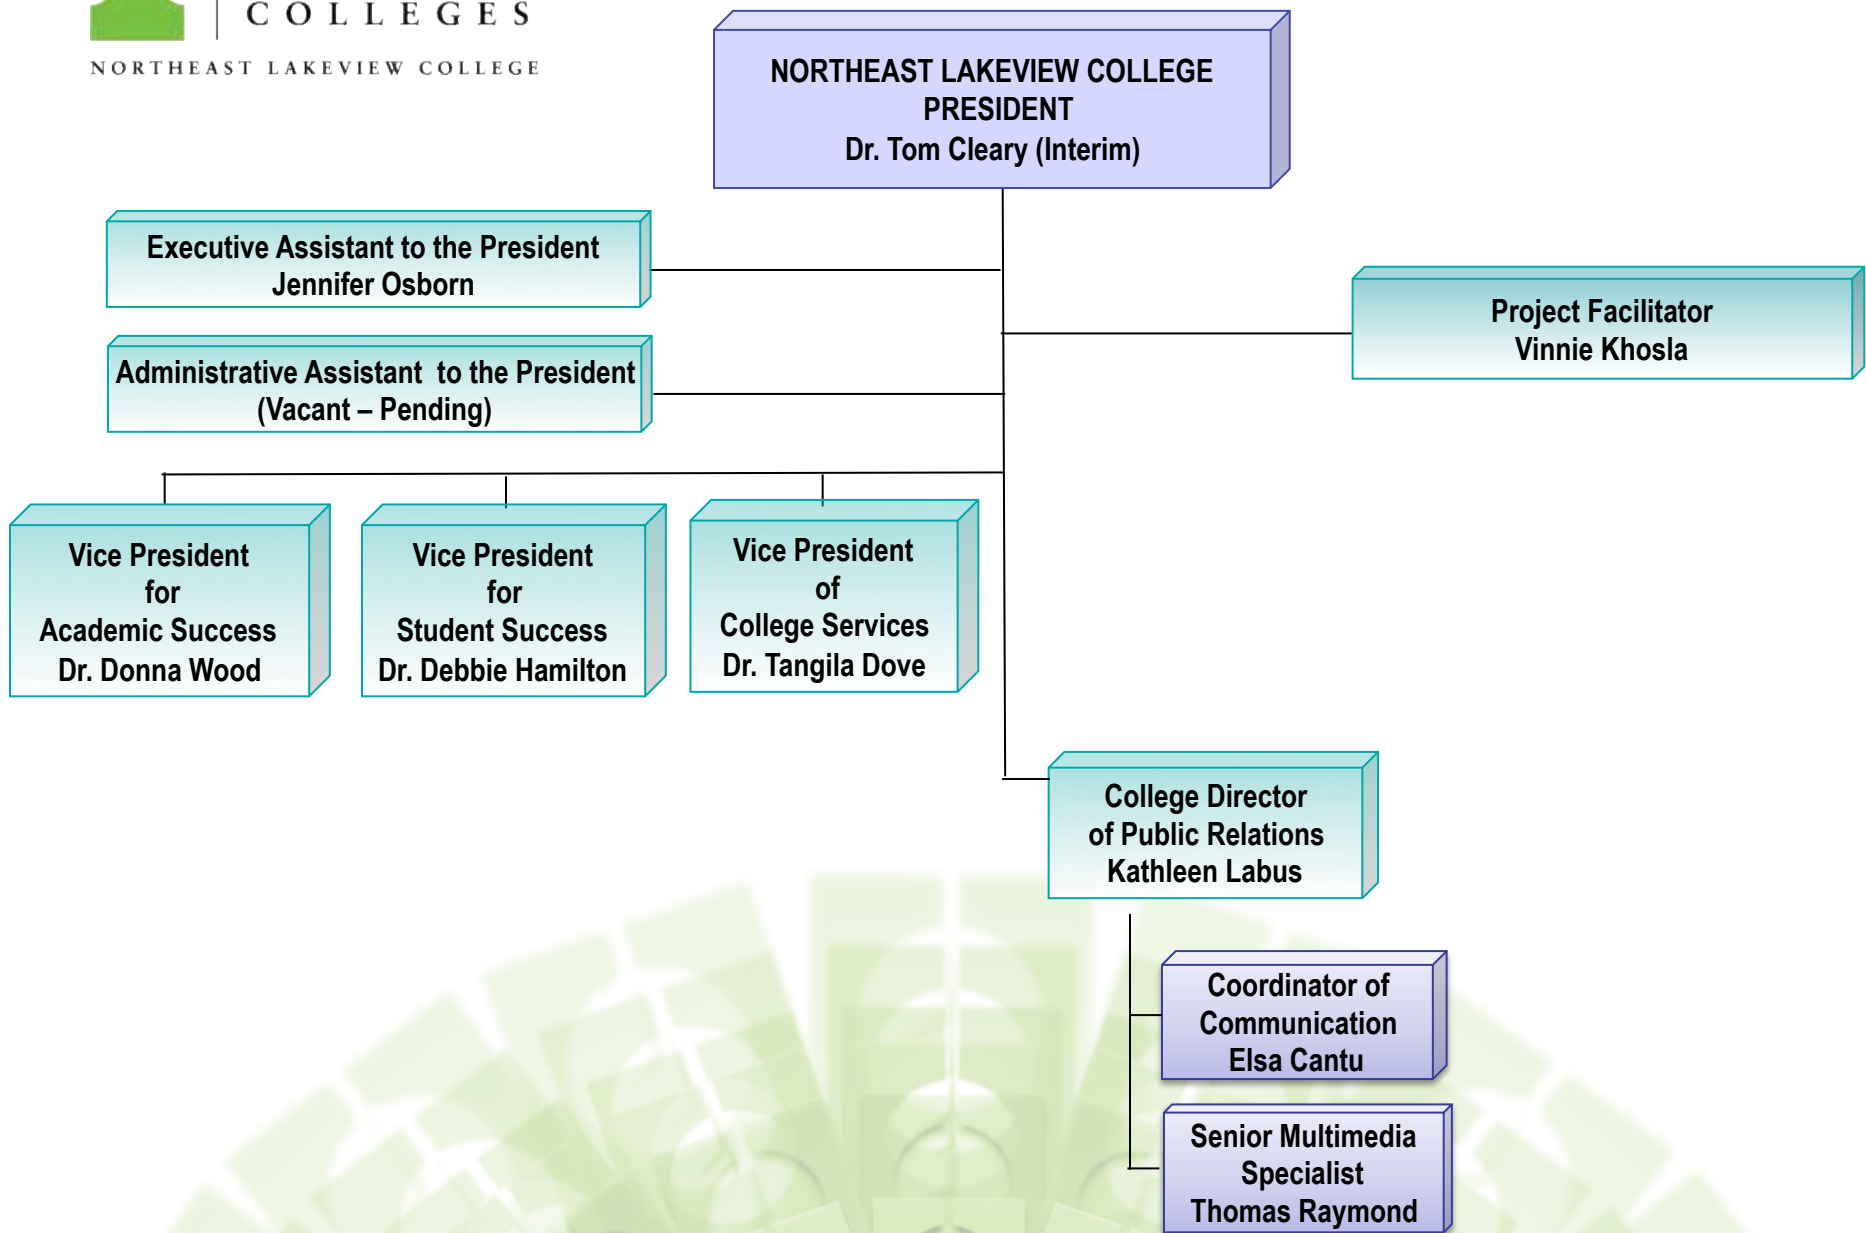 COLLEGES
NORTHEAST LAKEVIEW COLLEGE
NORTHEAST LAKEVIEW COLLEGE
PRESIDENT
Dr. Tom Cleary (Interim)
Executive Assistant to the President
Jennifer Osborn
Project Facilitator
Vinnie Khosla
Administrative Assistant to the President
(Vacant – Pending)
Vice President
for
Academic Success
Dr. Donna Wood
Vice President
for
Student Success
Dr. Debbie Hamilton
Vice President
of
College Services
Dr. Tangila Dove
College Director
of Public Relations
Kathleen Labus
Coordinator of
Communication
Elsa Cantu
Senior Multimedia
Specialist
Thomas Raymond